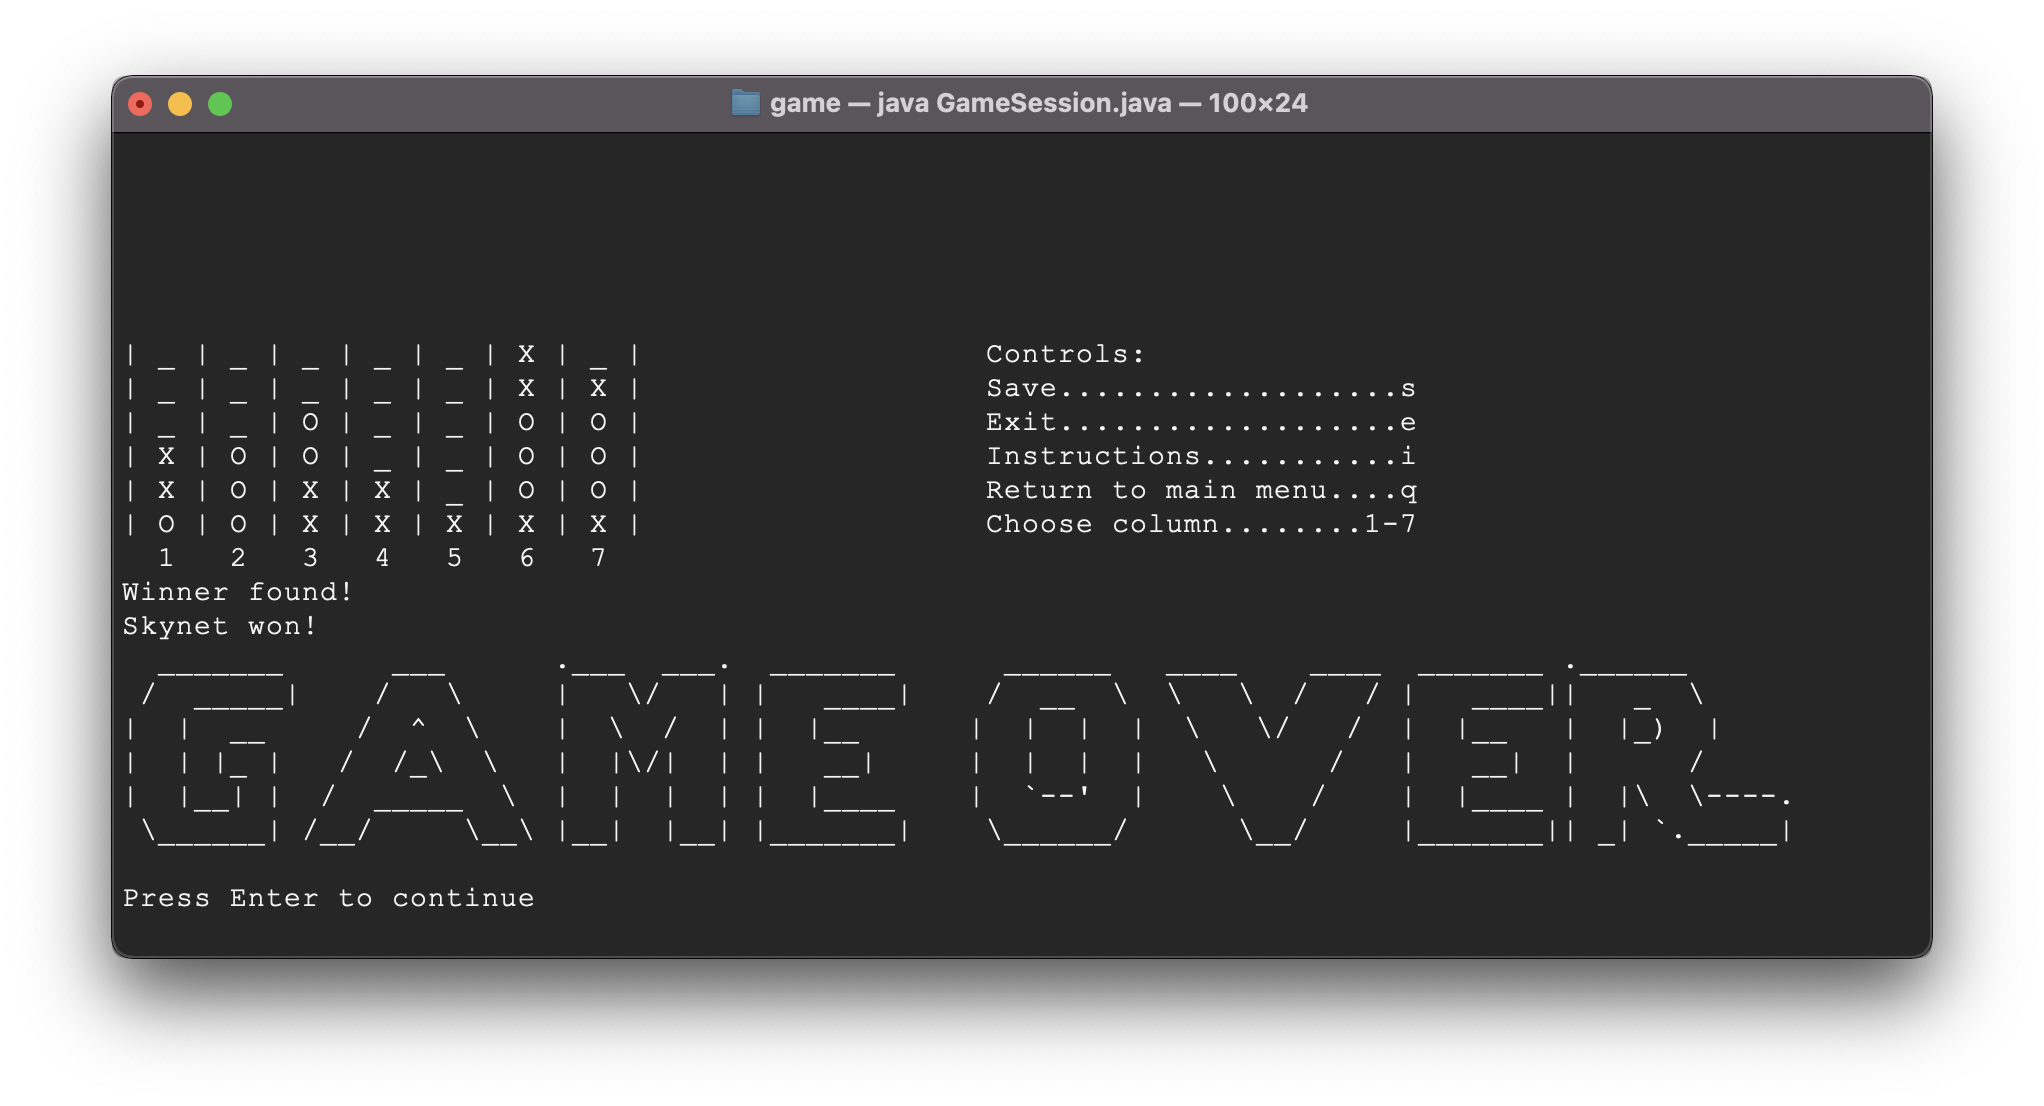 game — java GameSession.java — 100×24
| _ | _ | _ | _ | _ | X | _ |                   Controls:
| _ | _ | _ | _ | _ | X | X |                   Save...................s
| _ | _ | O | _ | _ | O | O |                   Exit...................e
| X | O | O | _ | _ | O | O |                   Instructions...........i
| X | O | X | X | _ | O | O |                   Return to main menu....q
| O | O | X | X | X | X | X |                   Choose column........1-7
  1   2   3   4   5   6   7
Winner found!
Skynet won!
GAME OVER
Press Enter to continue